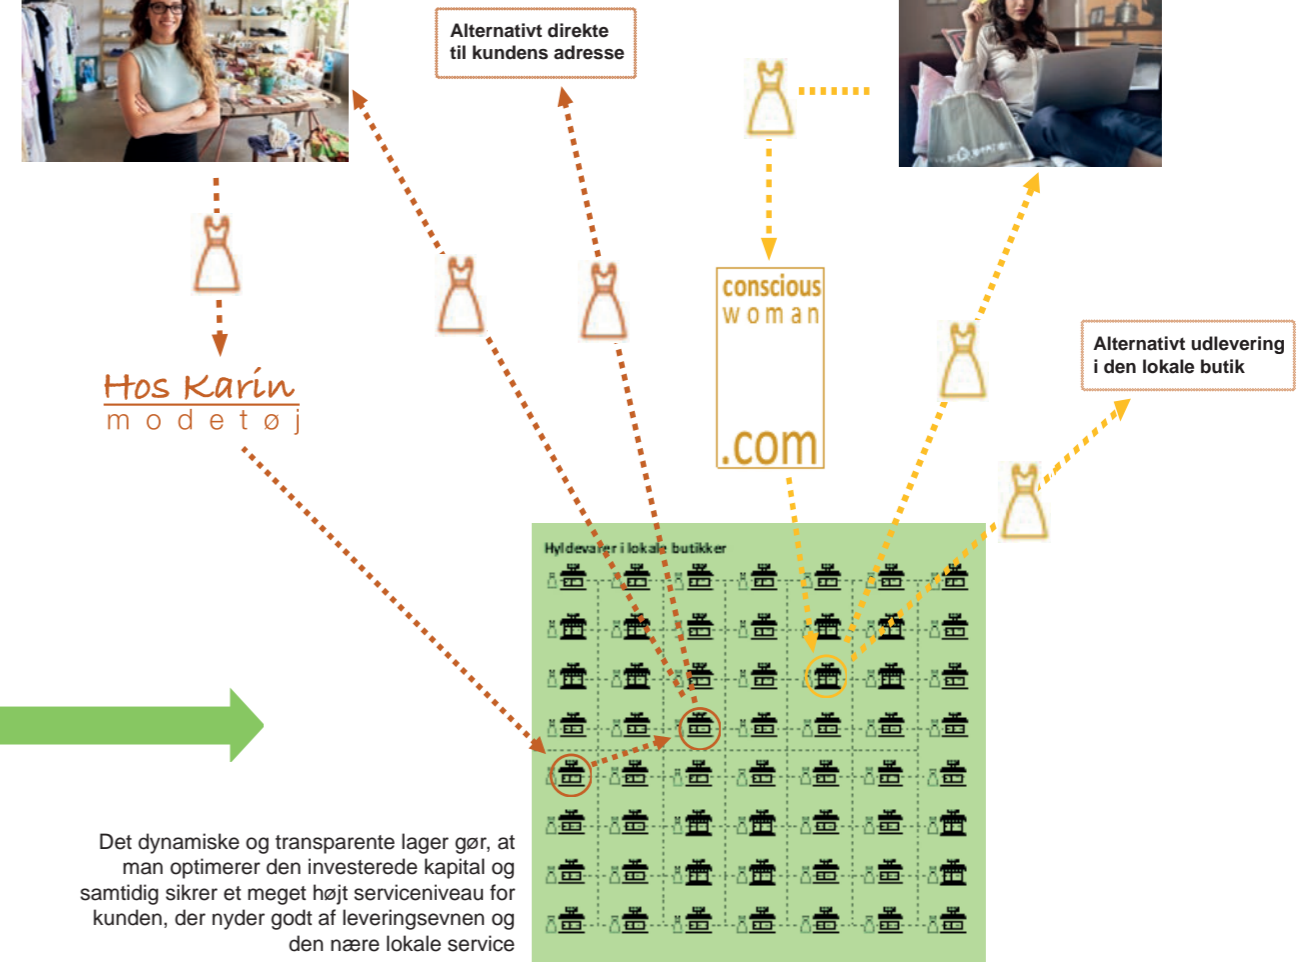 Alternativt direkte
til kundens adresse
conscious
woman
.com
Alternativt udlevering
i den lokale butik
Hos Karin
modetøj
Hyldevarer i lokale butikker
Det dynamiske og transparente lager gør, at
man optimerer den investerede kapital og
samtidig sikrer et meget højt serviceniveau for
kunden, der nyder godt af leveringsevnen og
den nære lokale service